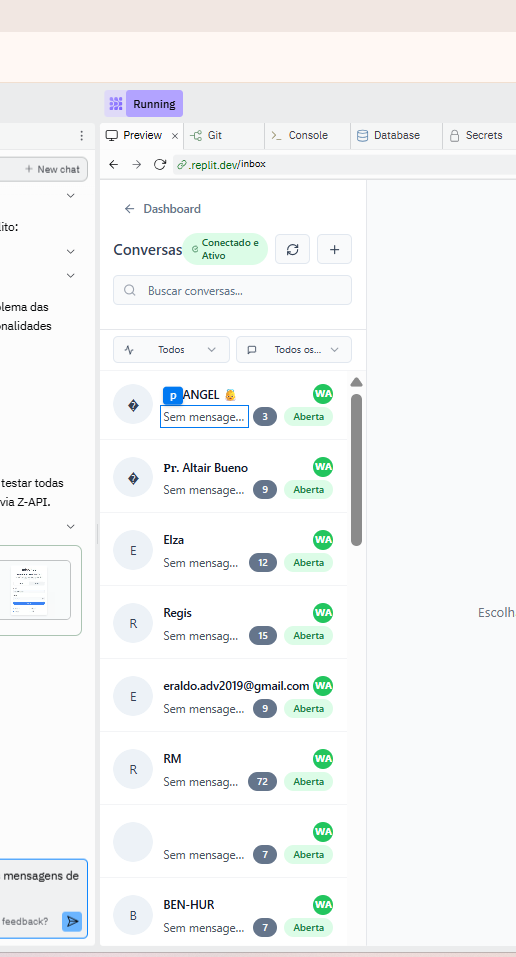 Running
Preview
Git
Console
Database
Secrets
New chat
.replit.dev/inbox
Dashboard
ito:
Conversas
Conectado e
Ativo
Buscar conversas...
olema das
onalidades
Todos
Todos os...
p
ANGEL
WA
Sem mensage...
3
Aberta
testar todas
via Z-API.
Pr. Altair Bueno
WA
Sem mensage...
9
Aberta
E
Elza
WA
Sem mensag...
12
Aberta
R
Regis
WA
Sem mensag...
15
Aberta
Escolh
E
eraldo.adv2019@gmail.com
WA
Sem mensage...
9
Aberta
R
RM
WA
Sem mensag...
72
Aberta
WA
Sem mensage...
7
Aberta
mensagens de
feedback?
B
BEN-HUR
WA
Sem mensage...
7
Aberta